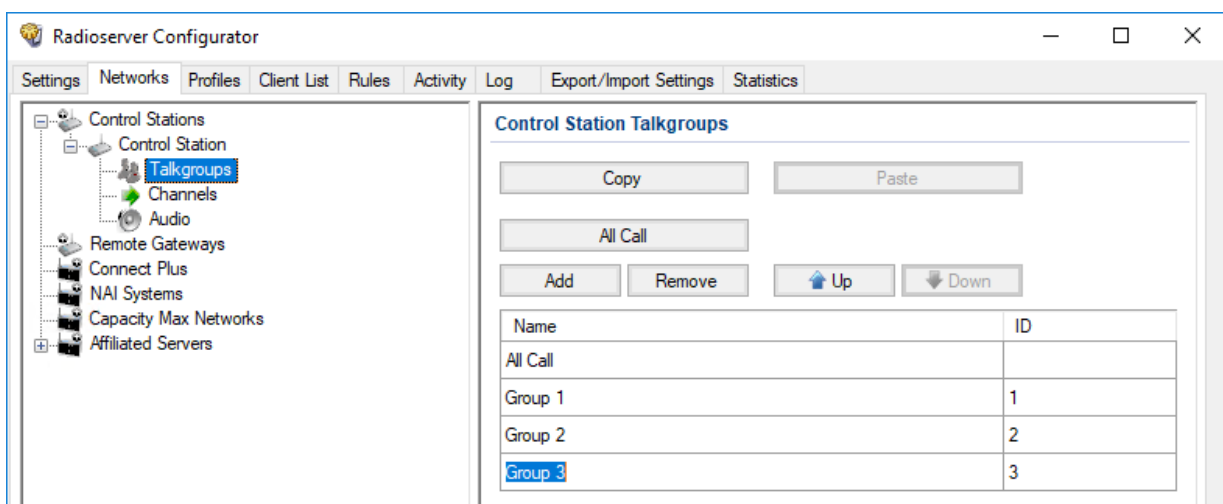 Radioserver Configurator
Settings Networks Profiles Client List Rules Activity Log Export/Import Settings Statistics
Control Stations
Control Station
Talkgroups
Channels
Audio
Remote Gateways
Connect Plus
NAI Systems
Capacity Max Networks
Affiliated Servers
Control Station Talkgroups
Copy Paste
All Call
Add Remove Up Down
Name ID
All Call
Group 1 1
Group 2 2
Group 3 3